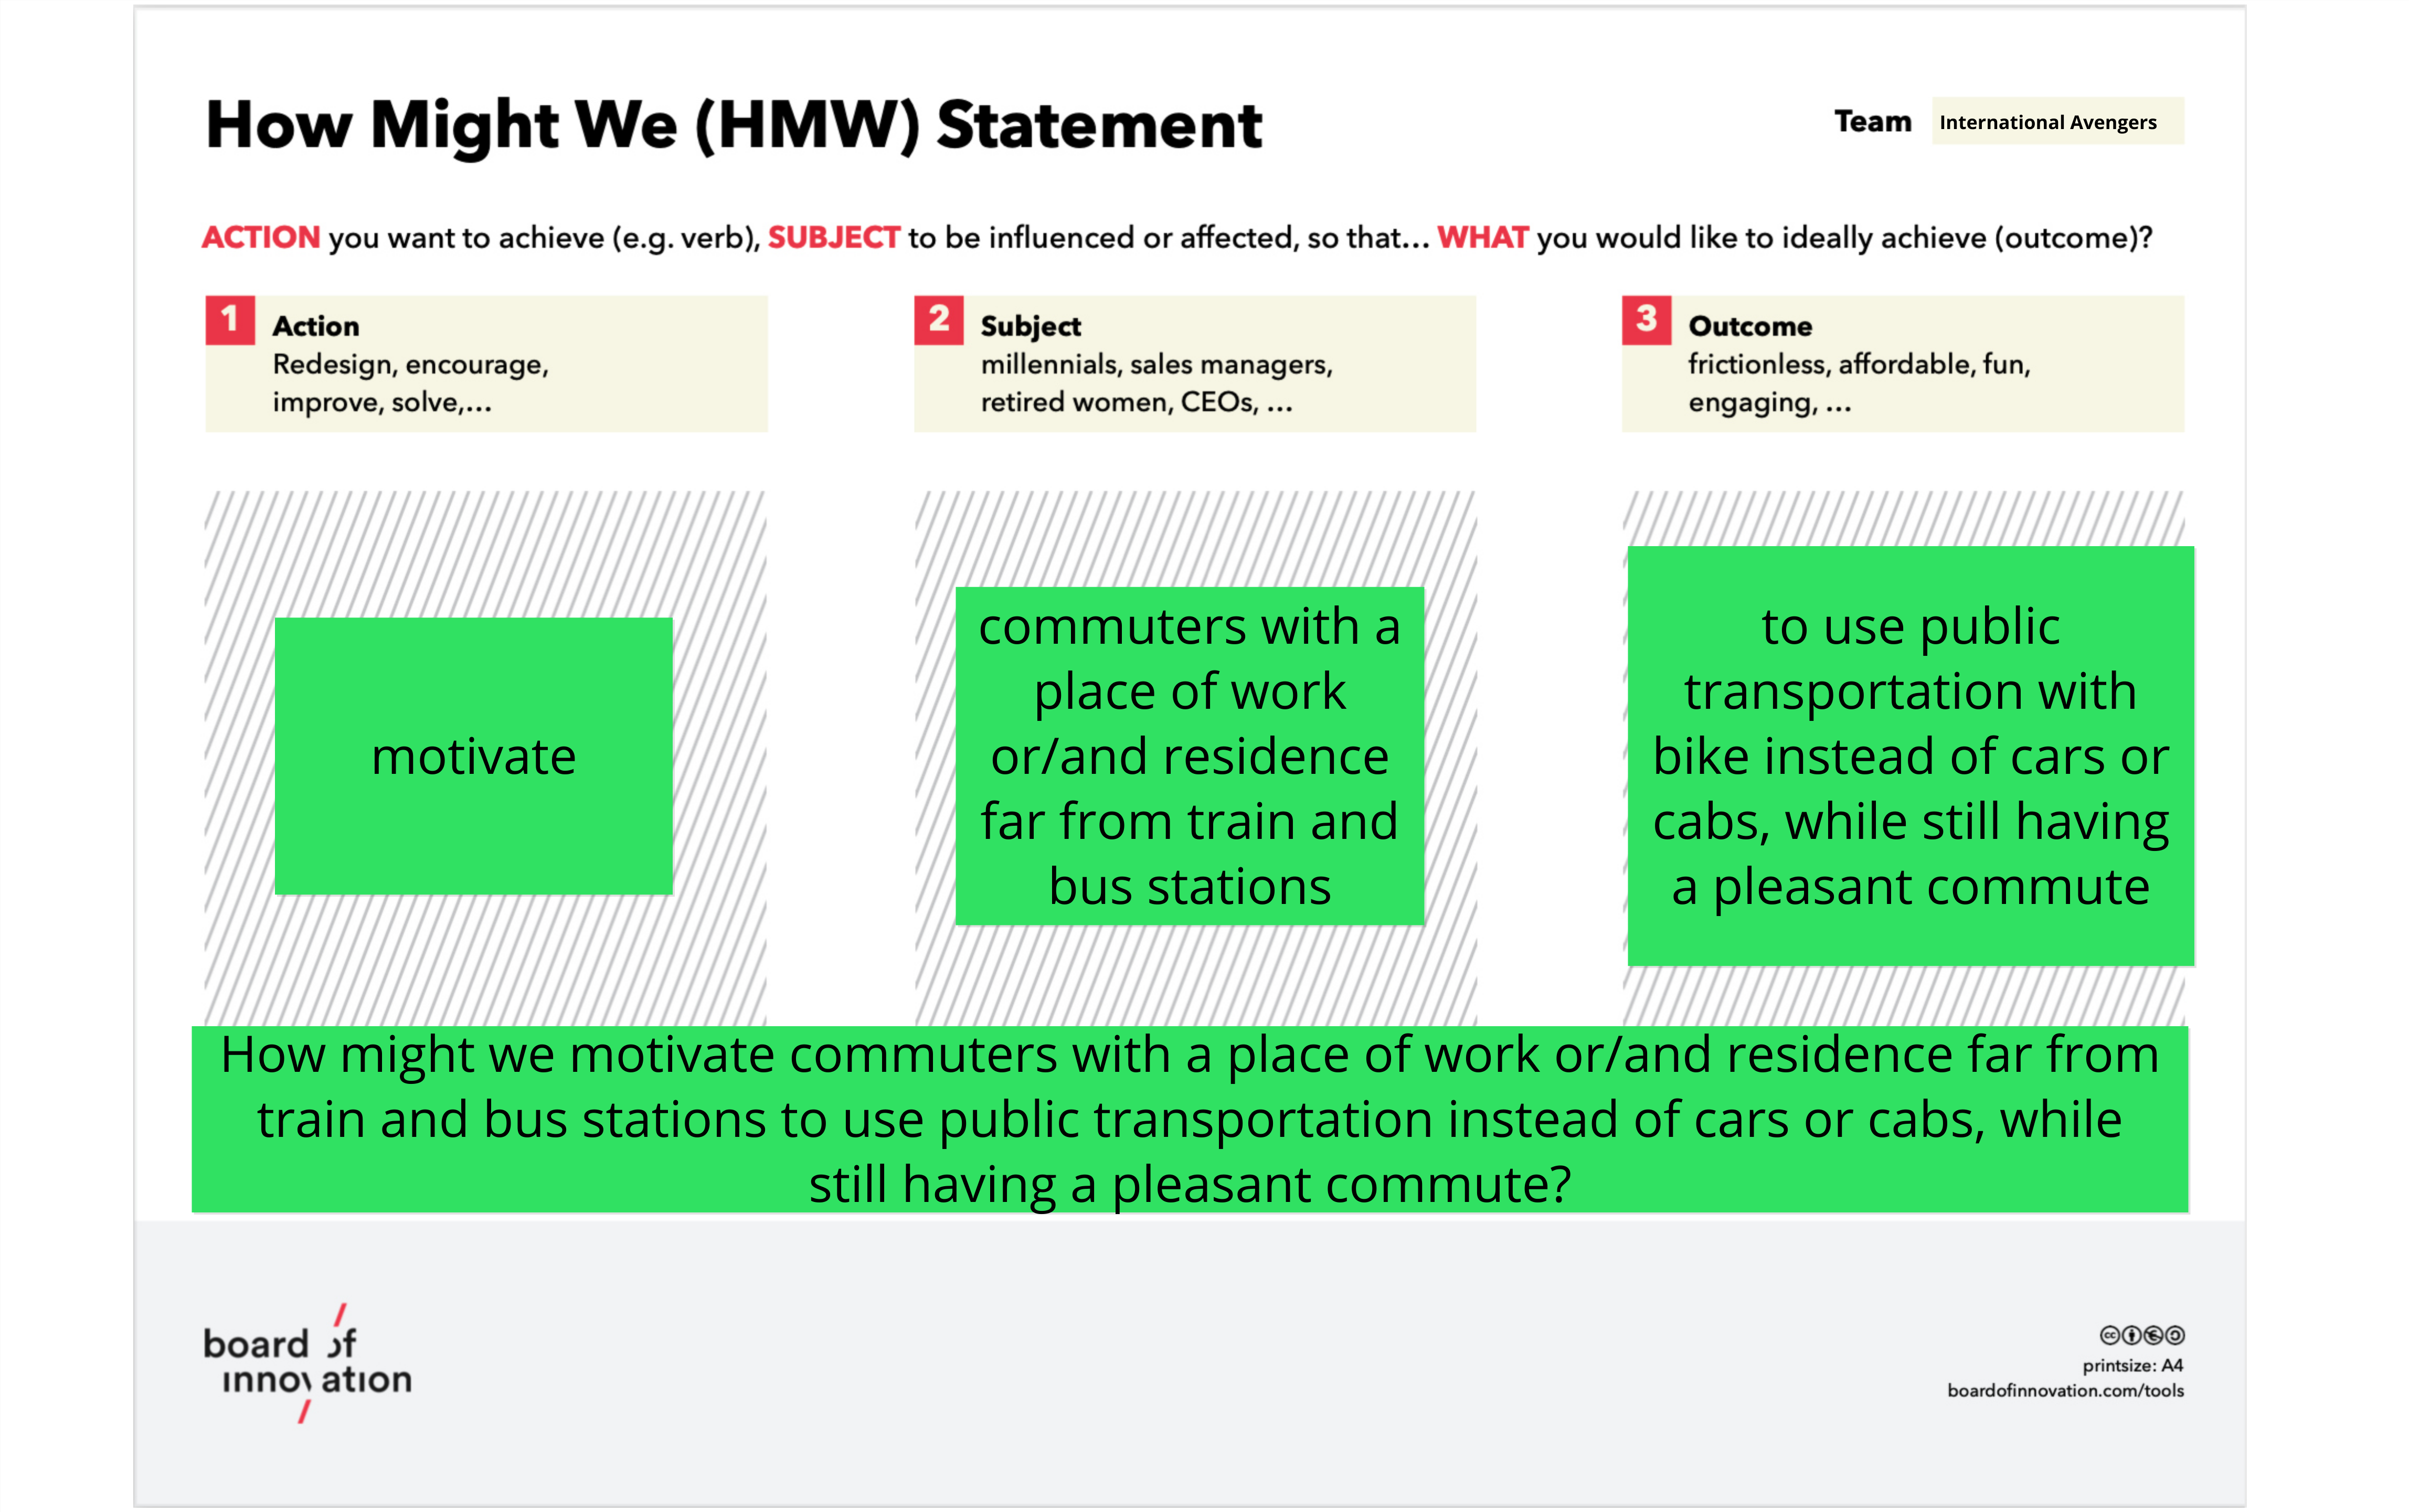 How Might We (HMW) Statement
Team International Avengers
ACTION you want to achieve (e.g. verb), SUBJECT to be influenced or affected, so that... WHAT you would like to ideally achieve (outcome)?
1 Action
Redesign, encourage,
improve, solve,...
2 Subject
millennials, sales managers,
retired women, CEOs, ...
3 Outcome
frictionless, affordable, fun,
engaging, ...
motivate
commuters with a
place of work
or/and residence
far from train and
bus stations
to use public
transportation with
bike instead of cars or
cabs, while still having
a pleasant commute
How might we motivate commuters with a place of work or/and residence far from
train and bus stations to use public transportation instead of cars or cabs, while
still having a pleasant commute?
board of
innovation
printsize: A4
boardofinnovation.com/tools